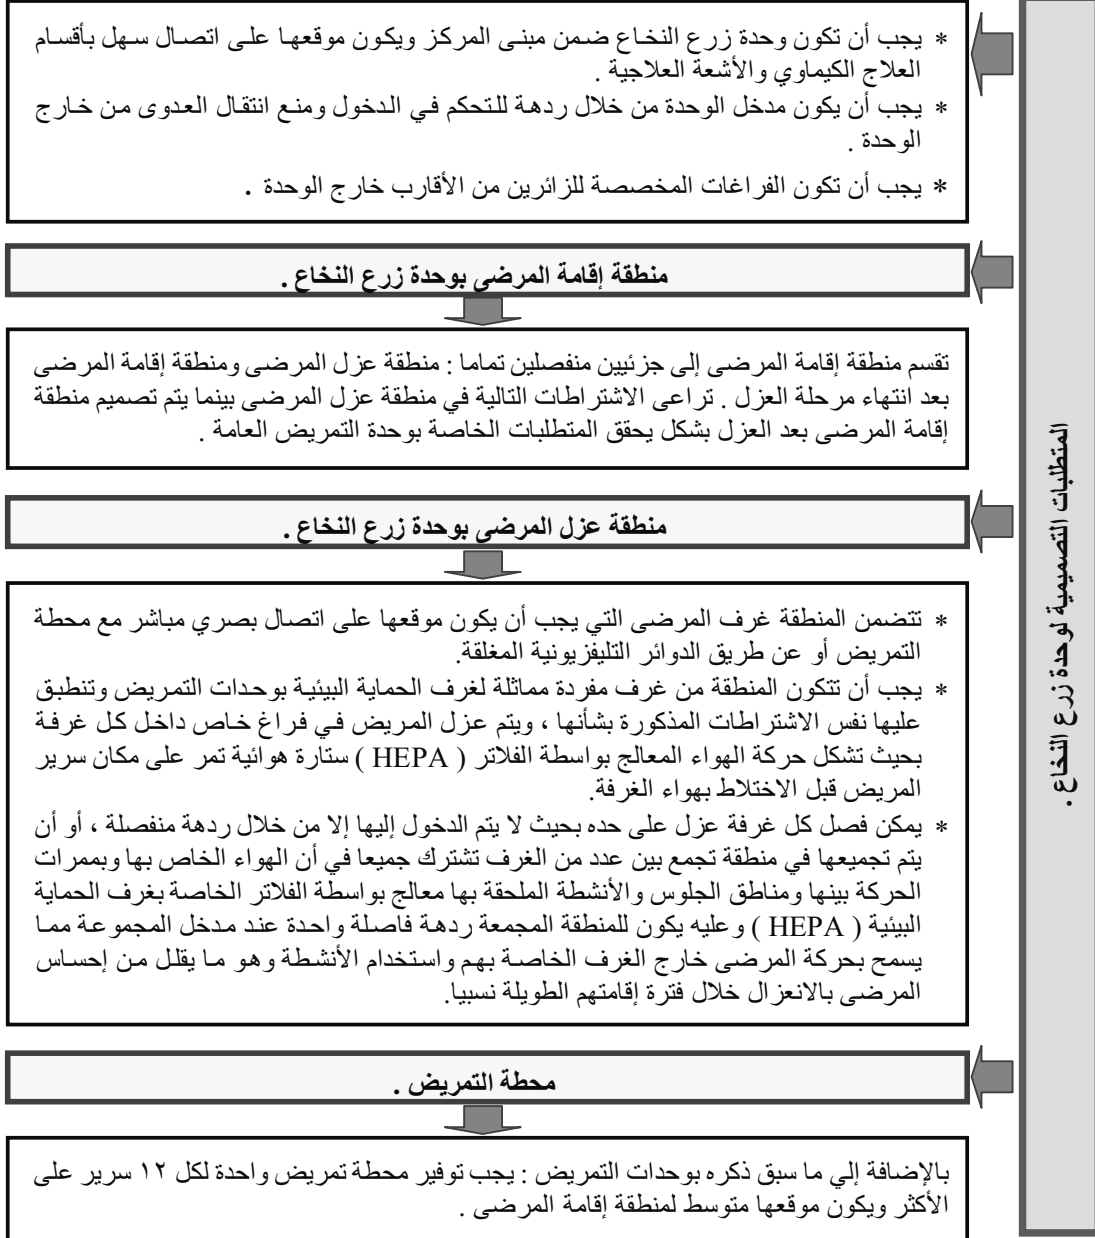 المتطلبات التصميمية لوحدة زرع النخاع .
* يجب أن تكون وحدة زرع النخاع ضمن مبنى المركز ويكون موقعها على اتصال سهل بأقسام
العلاج الكيماوي والأشعة العلاجية .
* يجب أن يكون مدخل الوحدة من خلال ردهة للتحكم في الدخول ومنع انتقال العدوى من خارج
الوحدة .
* يجب أن تكون الفراغات المخصصة للزائرين من الأقارب خارج الوحدة .
منطقة إقامة المرضى بوحدة زرع النخاع .
تقسم منطقة إقامة المرضى إلى جزئيين منفصلين تماما : منطقة عزل المرضى ومنطقة إقامة المرضى
بعد انتهاء مرحلة العزل . تراعى الاشتراطات التالية في منطقة عزل المرضى بينما يتم تصميم منطقة
إقامة المرضى بعد العزل بشكل يحقق المتطلبات الخاصة بوحدة التمريض العامة .
منطقة عزل المرضى بوحدة زرع النخاع .
* تتضمن المنطقة غرف المرضى التي يجب أن يكون موقعها على اتصال بصري مباشر مع محطة
التمريض أو عن طريق الدوائر التليفزيونية المغلقة.
* يجب أن تتكون المنطقة من غرف مفردة مماثلة لغرف الحماية البيئية بوحدات التمريض وتنطبق
عليها نفس الاشتراطات المذكورة بشأنها ، ويتم عزل المريض في فراغ خاص داخل كل غرفة
بحيث تشكل حركة الهواء المعالج بواسطة الفلاتر ( HEPA ) ستارة هوائية تمر على مكان سرير
المريض قبل الاختلاط بهواء الغرفة.
* يمكن فصل كل غرفة عزل على حده بحيث لا يتم الدخول إليها إلا من خلال ردهة منفصلة ، أو أن
يتم تجميعها في منطقة تجمع بين عدد من الغرف تشترك جميعا في أن الهواء الخاص بها وبممرات
الحركة بينها ومناطق الجلوس والأنشطة الملحقة بها معالج بواسطة الفلاتر الخاصة بغرف الحماية
البيئية ( HEPA ) وعليه يكون للمنطقة المجمعة ردهة فاصلة واحدة عند مدخل المجموعة مما
يسمح بحركة المرضى خارج الغرف الخاصة بهم واستخدام الأنشطة وهو ما يقلل من إحساس
المرضى بالانعزال خلال فترة إقامتهم الطويلة نسبيا.
محطة التمريض .
بالإضافة إلي ما سبق ذكره بوحدات التمريض : يجب توفير محطة تمريض واحدة لكل ١٢ سرير على
الأكثر ويكون موقعها متوسط لمنطقة إقامة المرضى .